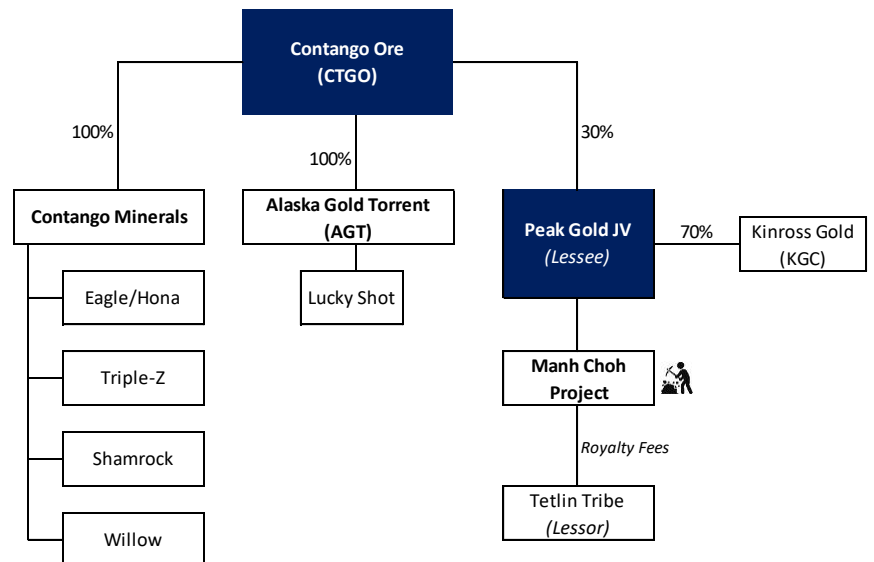 Contango Ore
(CTGO)
100%
100%
30%
Contango Minerals
Alaska Gold Torrent
(AGT)
Peak Gold JV
(Lessee)
70%
Kinross Gold
(KGC)
Eagle/Hona
Lucky Shot
Triple-Z
Manh Choh
Project
Shamrock
Royalty Fees
Tetlin Tribe
(Lessor)
Willow